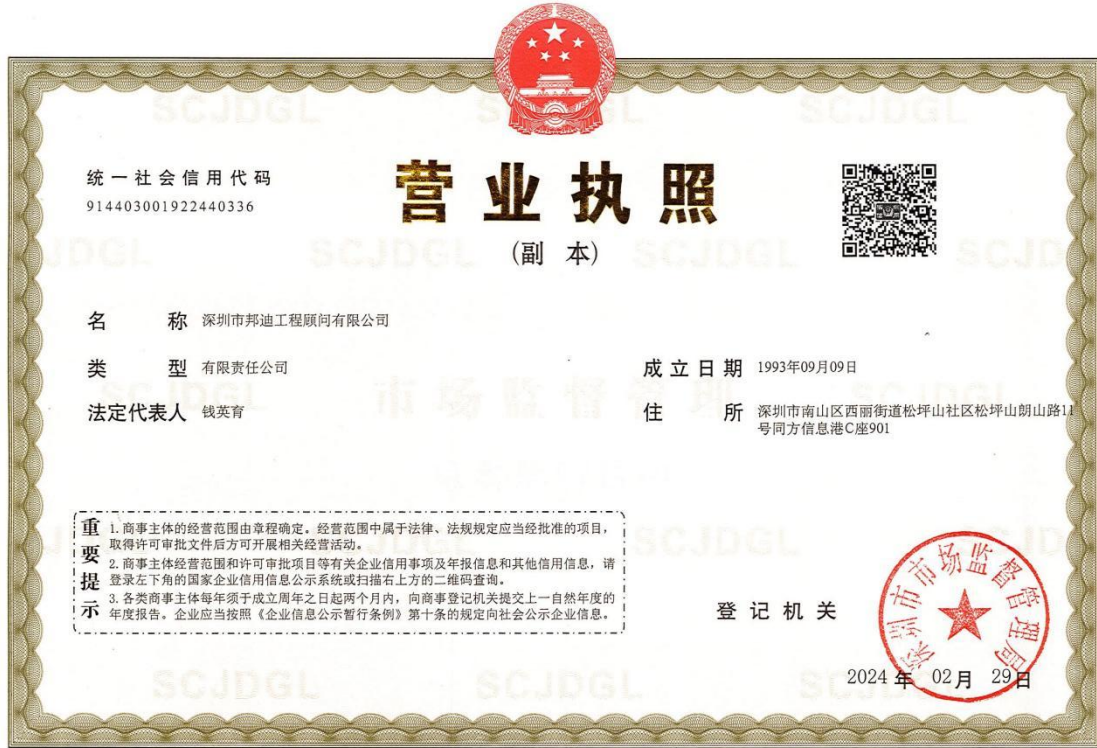 统一社会信用代码
914403001922440336
营业执照
(副 本)
名 称 深圳市邦迪工程顾问有限公司
类 型 有限责任公司
法定代表人 钱英育
成立日期 1993年09月09日
住 所 深圳市南山区西丽街道松坪山社区松坪山朗山路11
号同方信息港C座901
重要提示
1.商事主体的经营范围由章程确定。经营范围中属于法律、法规规定应当经批准的项目，
取得许可审批文件后方可开展相关经营活动。
2.商事主体经营范围和许可审批项目等有关企业信用事项及年报信息和其他信用信息，请
登录左下角的国家企业信用信息公示系统或扫描右上方的二维码查询。
3.各类商事主体每年须于成立周年之日起两个月内，向商事登记机关提交上一自然年度的
年度报告。企业应当按照《企业信息公示暂行条例》第十条的规定向社会公示企业信息。
登记机关
深圳市市场监督管理局
2024年 02月 29日
SCJDGL
市场监督管理